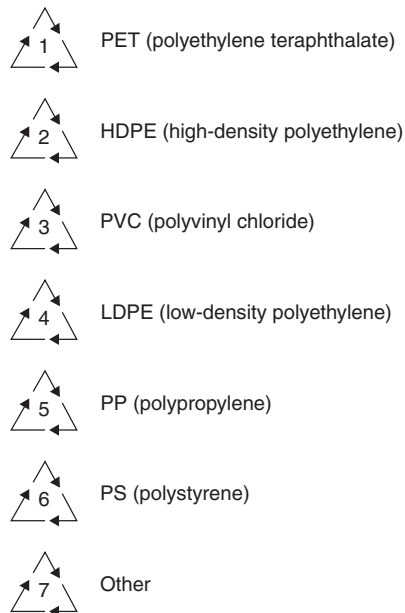 1 PET (polyethylene teraphthalate)
2 HDPE (high-density polyethylene)
3 PVC (polyvinyl chloride)
4 LDPE (low-density polyethylene)
5 PP (polypropylene)
6 PS (polystyrene)
7 Other